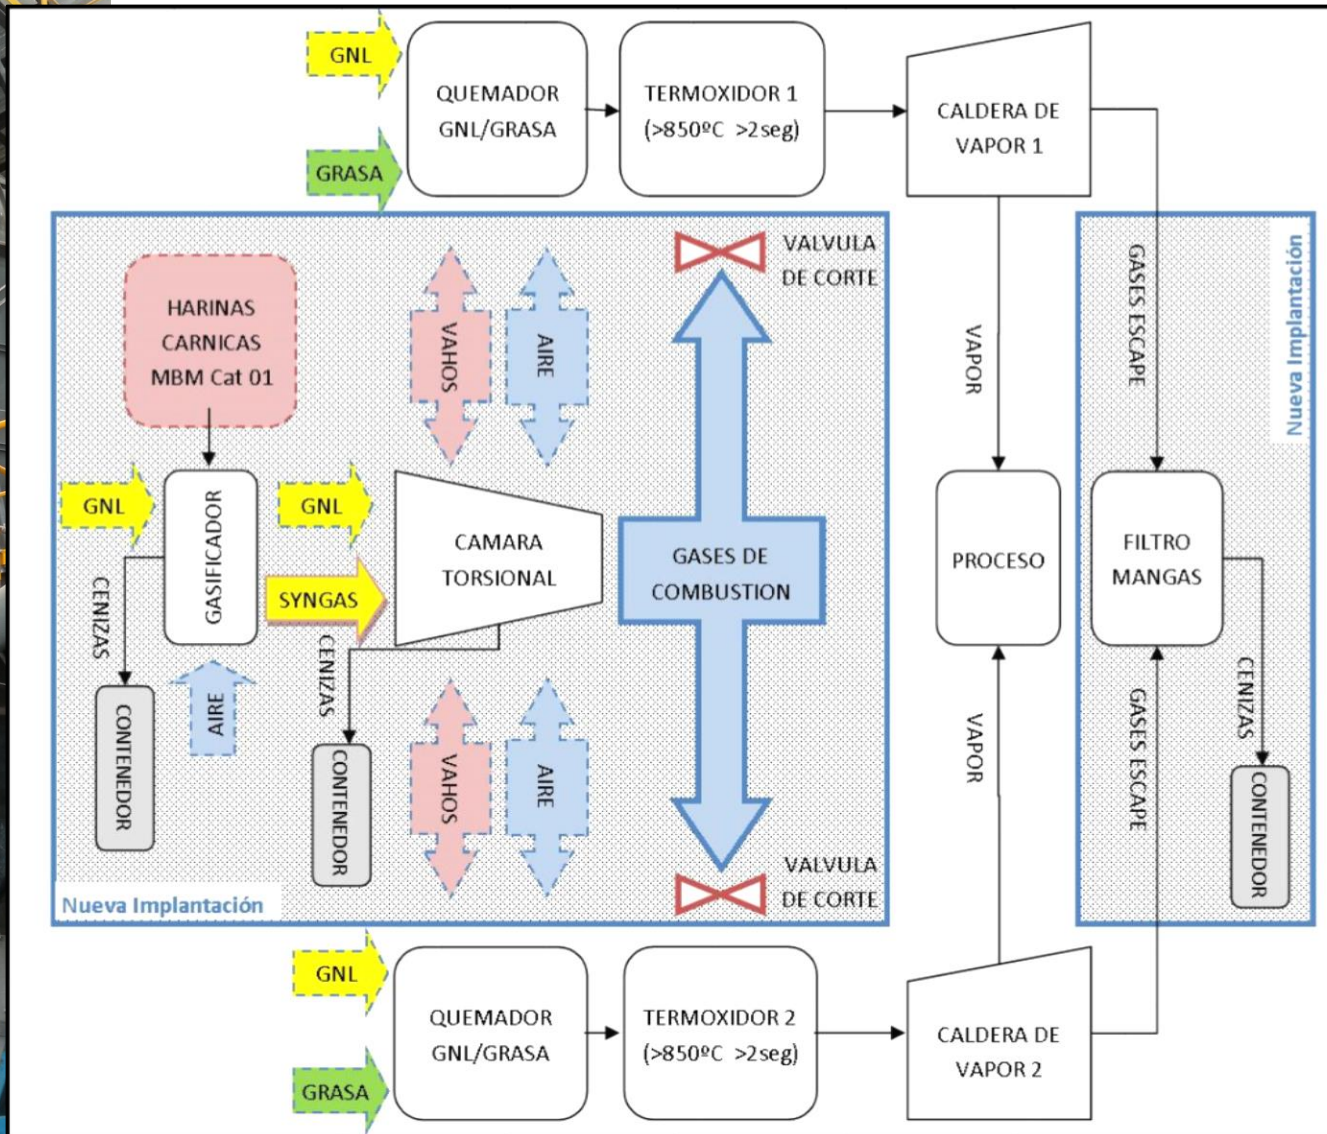 GNL
QUEMADOR
GNL/GRASA
GRASA
TERMOXIDOR 1
(>850ºC >2seg)
CALDERA DE
VAPOR 1
HARINAS
CARNICAS
MBM Cat 01
VAHOS
AIRE
VALVULA
DE CORTE
VAPOR
GASES ESCAPE
Nueva Implantación
GNL
GASIFICADOR
GNL
SYNGAS
CAMARA
TORSIONAL
GASES DE
COMBUSTION
PROCESO
FILTRO
MANGAS
CENIZAS
CONTENEDOR
AIRE
CENIZAS
CONTENEDOR
VAHOS
AIRE
VALVULA
DE CORTE
VAPOR
GASES ESCAPE
CENIZAS
CONTENEDOR
Nueva Implantación
GNL
QUEMADOR
GNL/GRASA
GRASA
TERMOXIDOR 2
(>850ºC >2seg)
CALDERA DE
VAPOR 2